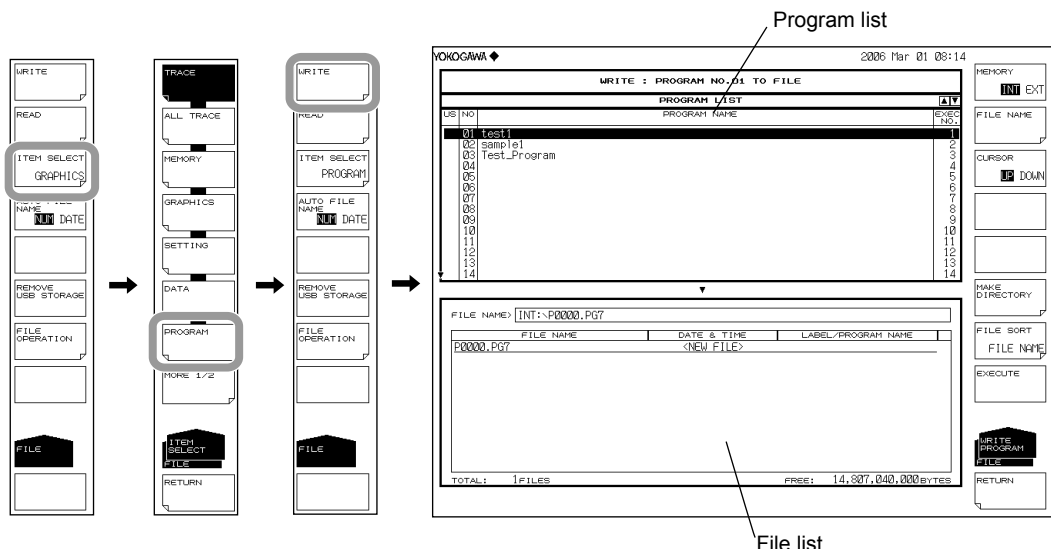 Program list
WRITE
READ
ITEM SELECT
GRAPHICS
AUTO FILE
NAME
NUM DATE
REMOVE
USB STORAGE
FILE
OPERATION
FILE
TRACE
ALL TRACE
MEMORY
GRAPHICS
SETTING
DATA
PROGRAM
MORE 1/2
ITEM
SELECT
FILE
RETURN
WRITE
READ
ITEM SELECT
PROGRAM
AUTO FILE
NAME
NUM DATE
REMOVE
USB STORAGE
FILE
OPERATION
FILE
YOKOGAWA 2006 Mar 01 08:14
WRITE : PROGRAM NO.01 TO FILE
PROGRAM LIST
US NO PROGRAM NAME EXEC NO.
01 test1 1
02 sample1 2
03 Test_Program 3
04 4
05 5
06 6
07 7
08 8
09 9
10 10
11 11
12 12
13 13
14 14
FILE NAME> INT:\P0000.PG7
FILE NAME DATE & TIME LABEL/PROGRAM NAME
P0000.PG7 <NEW FILE>
TOTAL: 1FILES FREE: 14,807,040,000BYTES
MEMORY
INT EXT
FILE NAME
CURSOR
UP DOWN
MAKE
DIRECTORY
FILE SORT
FILE NAME
EXECUTE
WRITE
PROGRAM
FILE
RETURN
File list